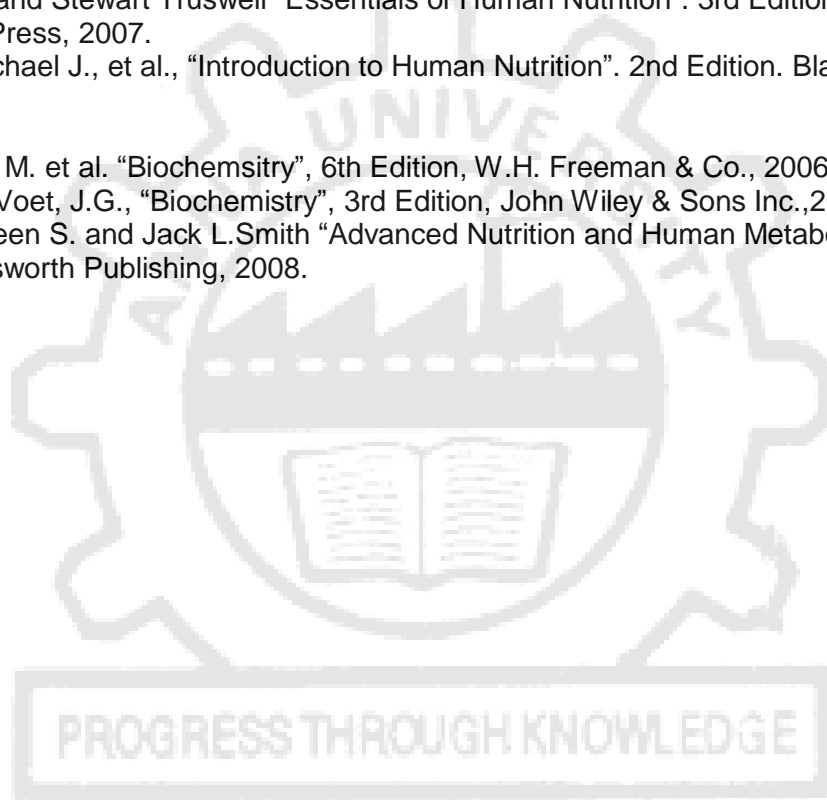 and Stewart Truswell "Essentials of Human Nutrition". 3rd Edition
Press, 2007.
chael J., et al., “Introduction to Human Nutrition”. 2nd Edition. Bla
M. et al. “Biochemsitry”, 6th Edition, W.H. Freeman & Co., 2006
Voet, J.G., “Biochemistry”, 3rd Edition, John Wiley & Sons Inc.,2
een S. and Jack L.Smith “Advanced Nutrition and Human Metabo
sworth Publishing, 2008.
ANNA UNIVERSITY
PROGRESS THROUGH KNOWLEDGE